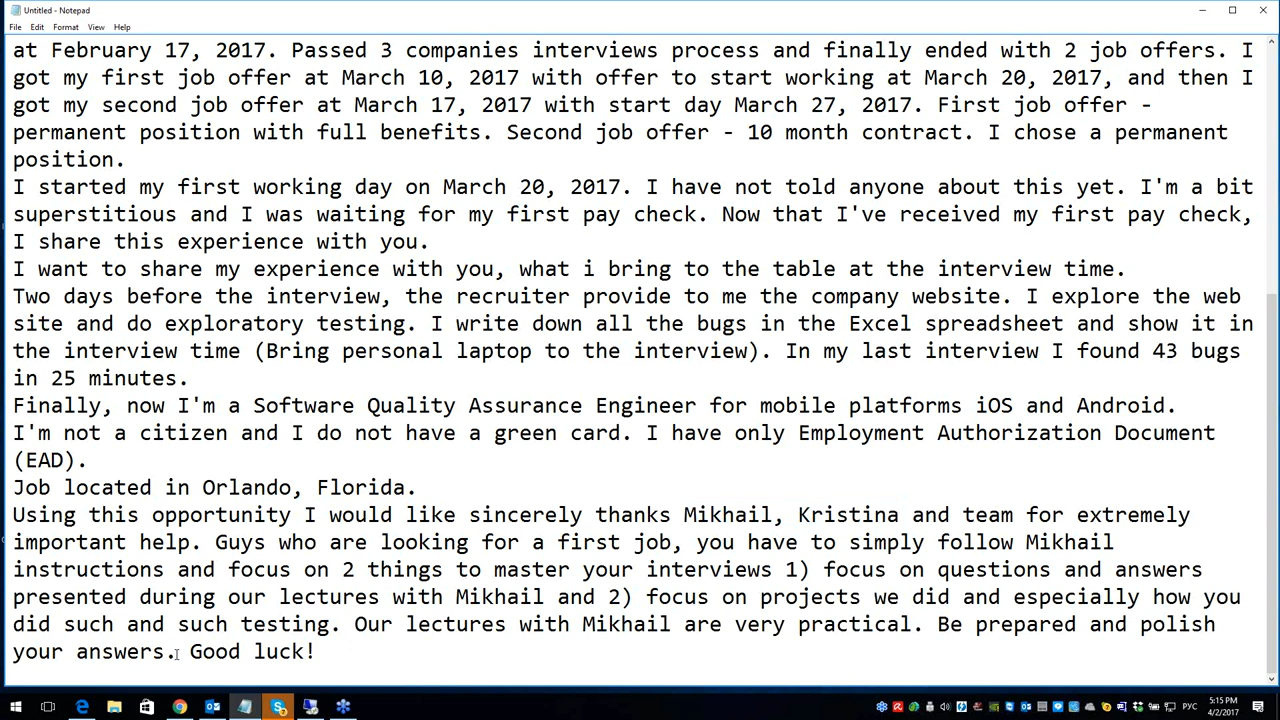 Untitled - Notepad
File Edit Format View Help
at February 17, 2017. Passed 3 companies interviews process and finally ended with 2 job offers. I
got my first job offer at March 10, 2017 with offer to start working at March 20, 2017, and then I
got my second job offer at March 17, 2017 with start day March 27, 2017. First job offer -
permanent position with full benefits. Second job offer - 10 month contract. I chose a permanent
position.
I started my first working day on March 20, 2017. I have not told anyone about this yet. I'm a bit
superstitious and I was waiting for my first pay check. Now that I've received my first pay check,
I share this experience with you.
I want to share my experience with you, what i bring to the table at the interview time.
Two days before the interview, the recruiter provide to me the company website. I explore the web
site and do exploratory testing. I write down all the bugs in the Excel spreadsheet and show it in
the interview time (Bring personal laptop to the interview). In my last interview I found 43 bugs
in 25 minutes.
Finally, now I'm a Software Quality Assurance Engineer for mobile platforms iOS and Android.
I'm not a citizen and I do not have a green card. I have only Employment Authorization Document
(EAD).
Job located in Orlando, Florida.
Using this opportunity I would like sincerely thanks Mikhail, Kristina and team for extremely
important help. Guys who are looking for a first job, you have to simply follow Mikhail
instructions and focus on 2 things to master your interviews 1) focus on questions and answers
presented during our lectures with Mikhail and 2) focus on projects we did and especially how you
did such and such testing. Our lectures with Mikhail are very practical. Be prepared and polish
your answers. Good luck!
РУС
5:15 PM
4/2/2017